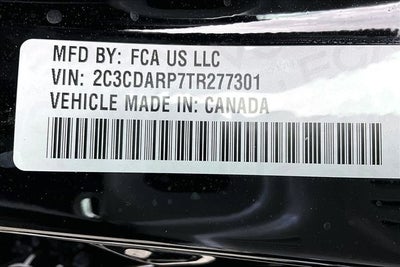 MFD BY: FCA US LLC
VIN: 2C3CDARP7TR277301
VEHICLE MADE IN: CANADA